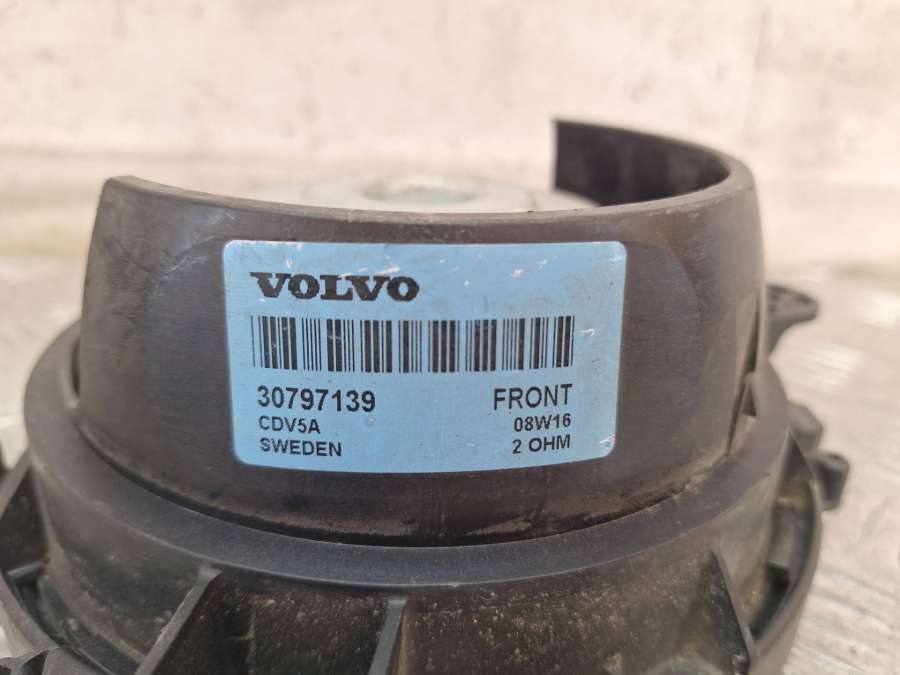 VOLVO
30797139 FRONT
CDV5A 08W16
SWEDEN 2 OHM